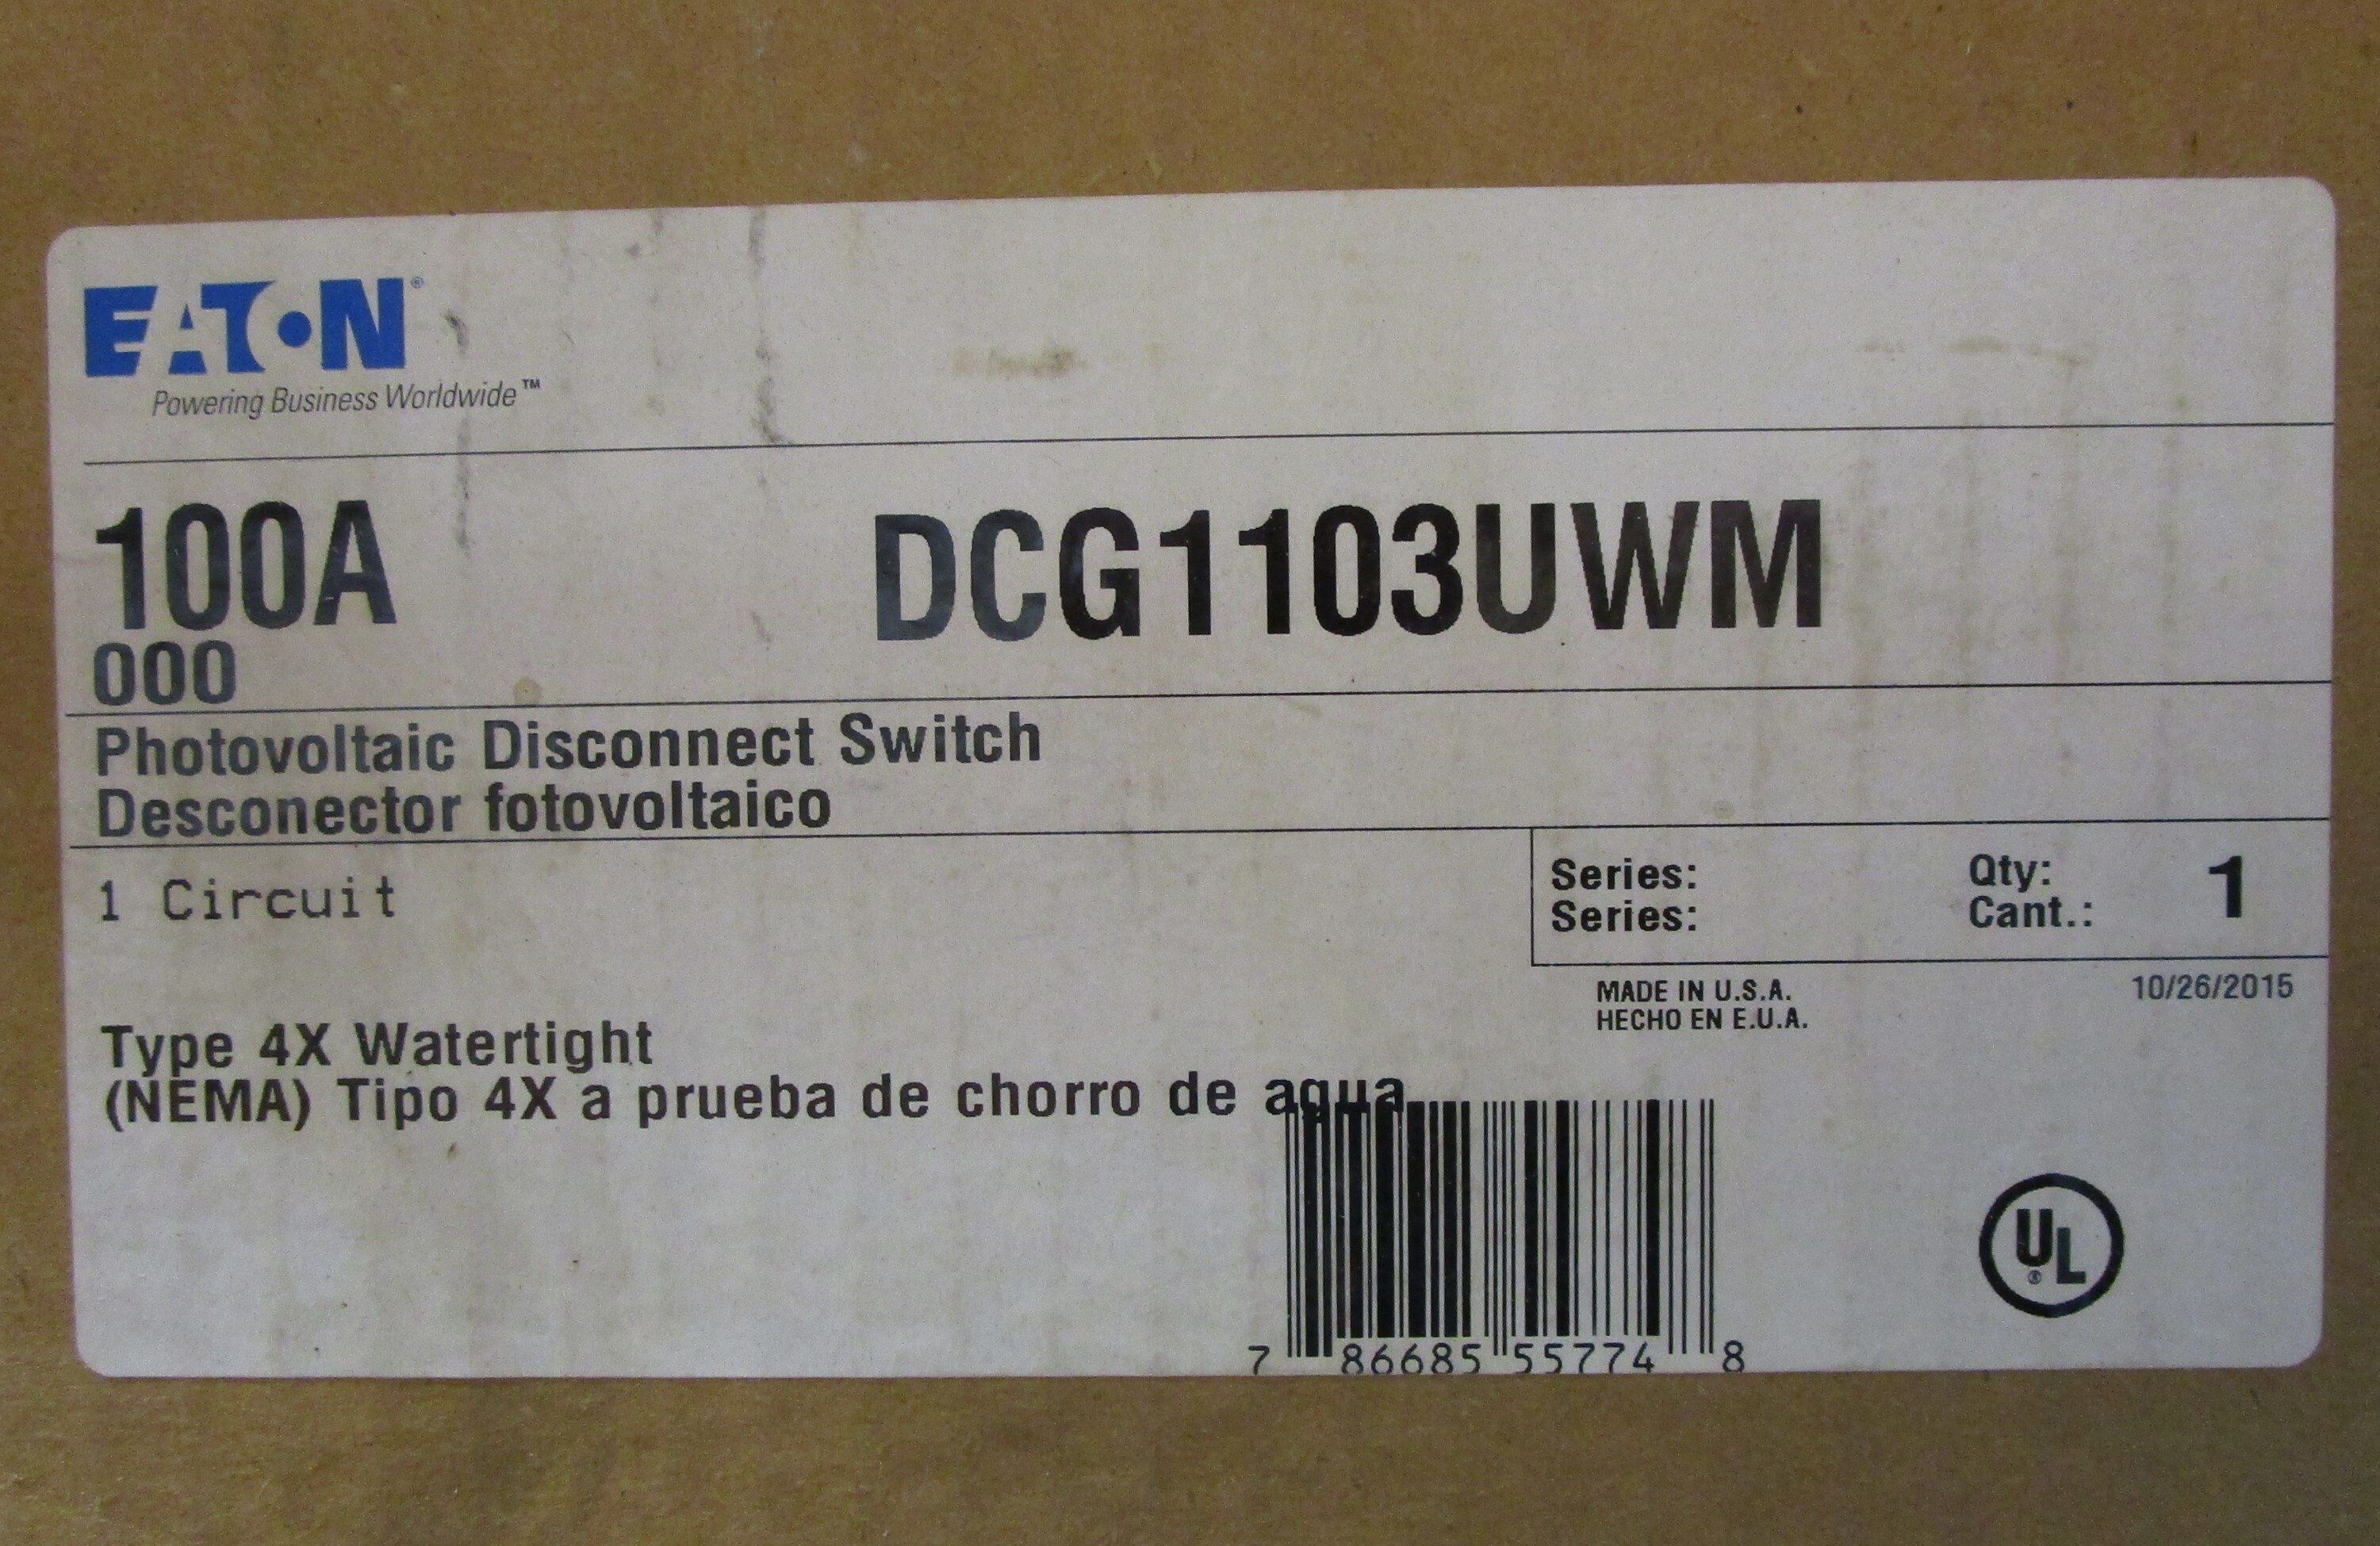 EATON®
Powering Business Worldwide™
100A
DCG1103UWM
000
Photovoltaic Disconnect Switch
Desconector fotovoltaico
1 Circuit
Series:
Series:
Qty:
Cant.:
1
MADE IN U.S.A.
HECHO EN E.U.A.
10/26/2015
Type 4X Watertight
(NEMA) Tipo 4X a prueba de chorro de agua
UL®
7 86685 55774 8